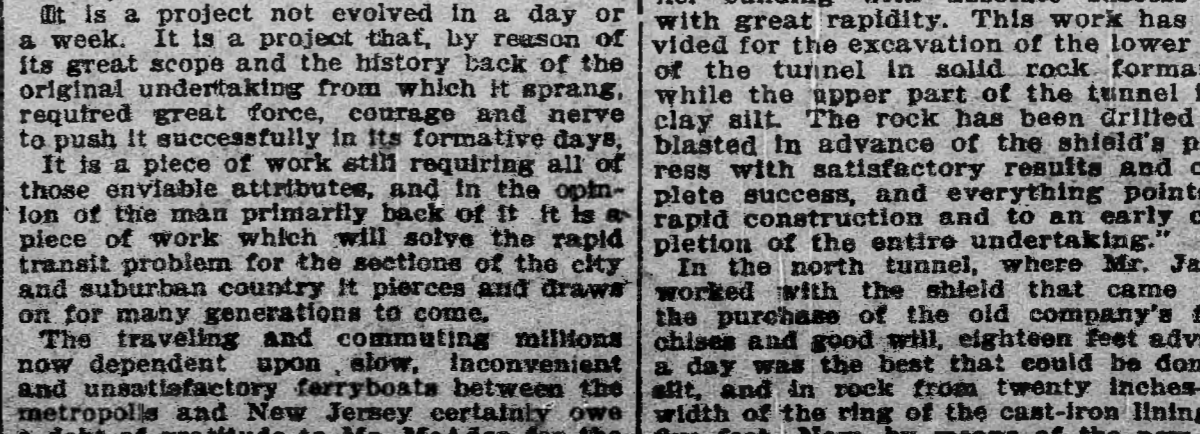 It is a project not evolved in a day or
a week. It is a project that, by reason of
its great scope and the history back of the
original undertaking from which it sprang,
required great force, courage and nerve
to push it successfully in its formative days.
It is a piece of work still requiring all of
those enviable attributes, and in the opin-
ion of the man primarily back of it it is a
piece of work which will solve the rapid
transit problem for the sections of the city
and suburban country it pierces and draws
on for many generations to come.
The traveling and commuting millions
now dependent upon slow, inconvenient
and unsatisfactory ferryboats between the
metropolis and New Jersey certainly owe
with great rapidity. This work has
vided for the excavation of the lower
of the tunnel in solid rock forma
while the upper part of the tunnel
clay silt. The rock has been drilled
blasted in advance of the shield's p
ress with satisfactory results and c
plete success, and everything point
rapid construction and to an early c
pletion of the entire undertaking."
In the north tunnel, where Mr. Ja
worked with the shield that came
the purchase of the old company's f
chises and good will, eighteen feet adv
a day was the best that could be don
silt, and in rock from twenty inches
width of the ring of the cast-iron lining